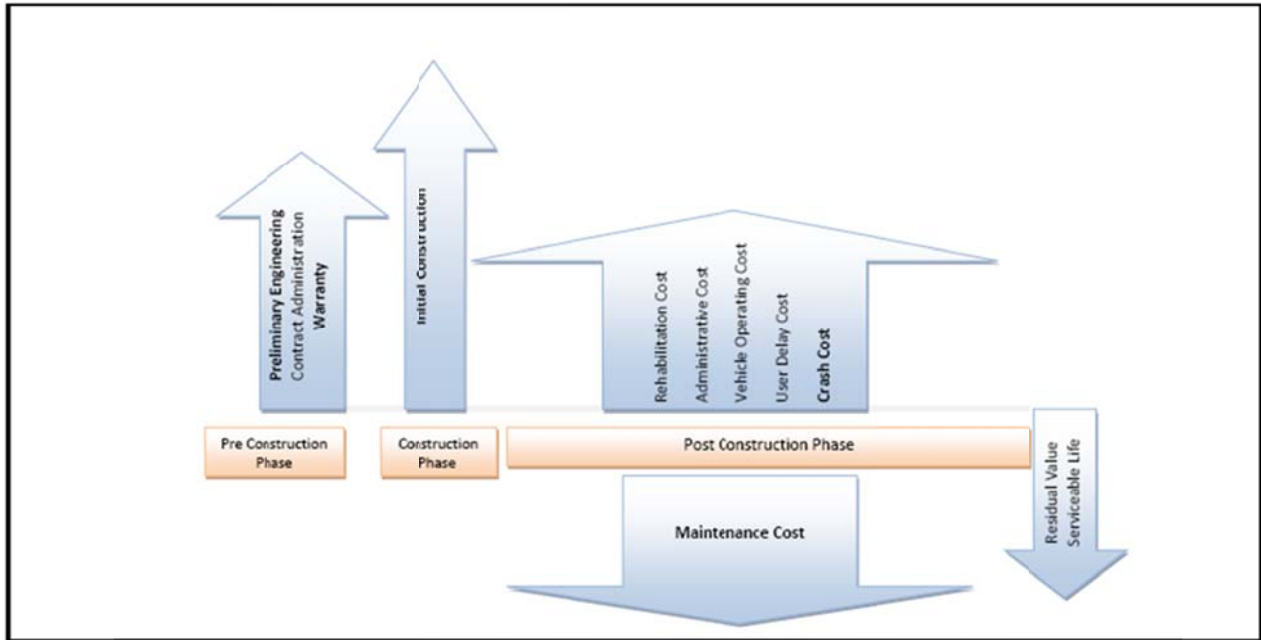 Preliminary Engineering
Contract Administration
Warranty
Initial Construction
Rehabilitation Cost
Administrative Cost
Vehicle Operating Cost
User Delay Cost
Crash Cost
Pre Construction
Phase
Construction
Phase
Post Construction Phase
Maintenance Cost
Residual Value
Serviceable Life